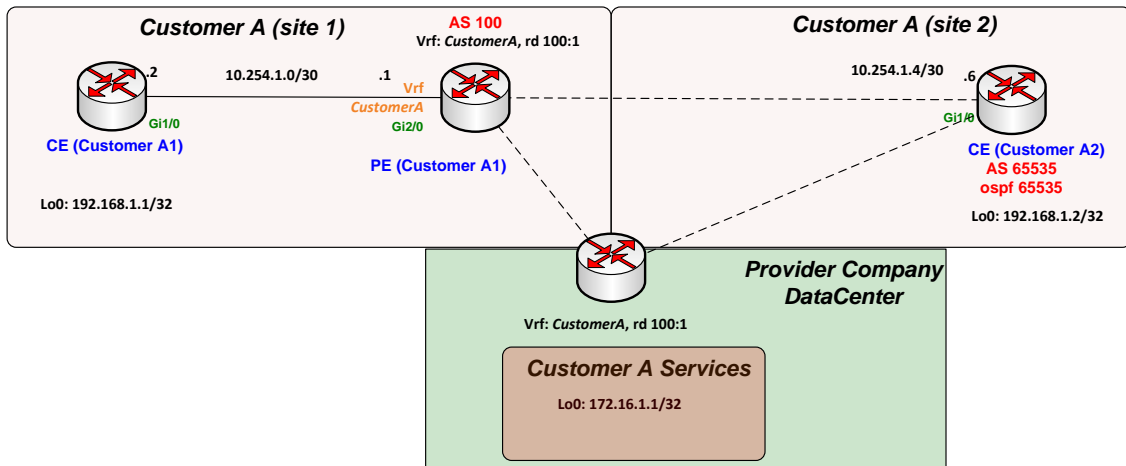 Customer A (site 1)
AS 100
Vrf: CustomerA, rd 100:1
.2
10.254.1.0/30
.1
Vrf
CustomerA
Gi1/0
Gi2/0
CE (Customer A1)
PE (Customer A1)
Lo0: 192.168.1.1/32
Customer A (site 2)
10.254.1.4/30
.6
Gi1/0
CE (Customer A2)
AS 65535
ospf 65535
Lo0: 192.168.1.2/32
Provider Company
DataCenter
Vrf: CustomerA, rd 100:1
Customer A Services
Lo0: 172.16.1.1/32